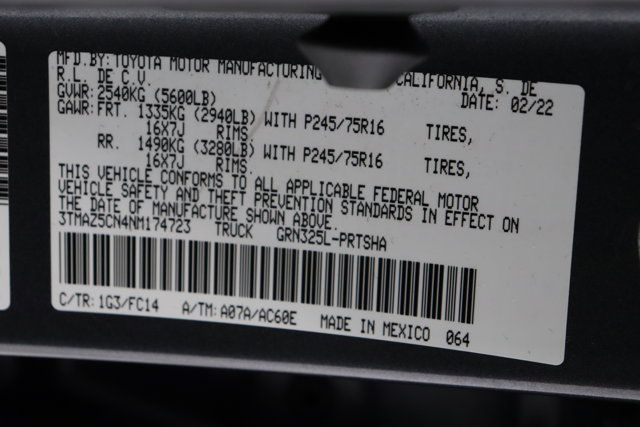 MFD.BY:TOYOTA MOTOR MANUFACTURING CALIFORNIA, S. DE
R.L. DE C.V. DATE: 02/22
GVWR: 2540KG (5600LB)
GAWR: FRT. 1335KG (2940LB) WITH P245/75R16 TIRES,
16X7J RIMS.
RR. 1490KG (3280LB) WITH P245/75R16 TIRES,
16X7J RIMS.
THIS VEHICLE CONFORMS TO ALL APPLICABLE FEDERAL MOTOR
VEHICLE SAFETY AND THEFT PREVENTION STANDARDS IN EFFECT ON
THE DATE OF MANUFACTURE SHOWN ABOVE.
3TMAZ5CN4NM174723 TRUCK GRN325L-PRTSHA
C/TR: 1G3/FC14 A/TM: A07A/AC60E MADE IN MEXICO 064